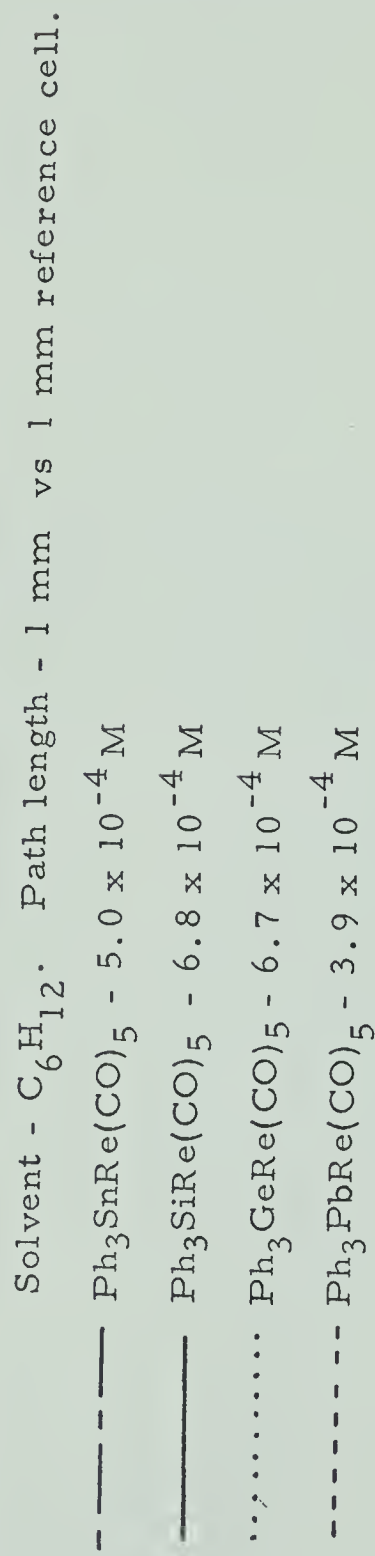 Solvent - C₆H₁₂. Path length - 1 mm vs 1 mm reference cell.
Ph₃SnRe(CO)₅ - 5.0 x 10⁻⁴ M
Ph₃SiRe(CO)₅ - 6.8 x 10⁻⁴ M
Ph₃GeRe(CO)₅ - 6.7 x 10⁻⁴ M
Ph₃PbRe(CO)₅ - 3.9 x 10⁻⁴ M